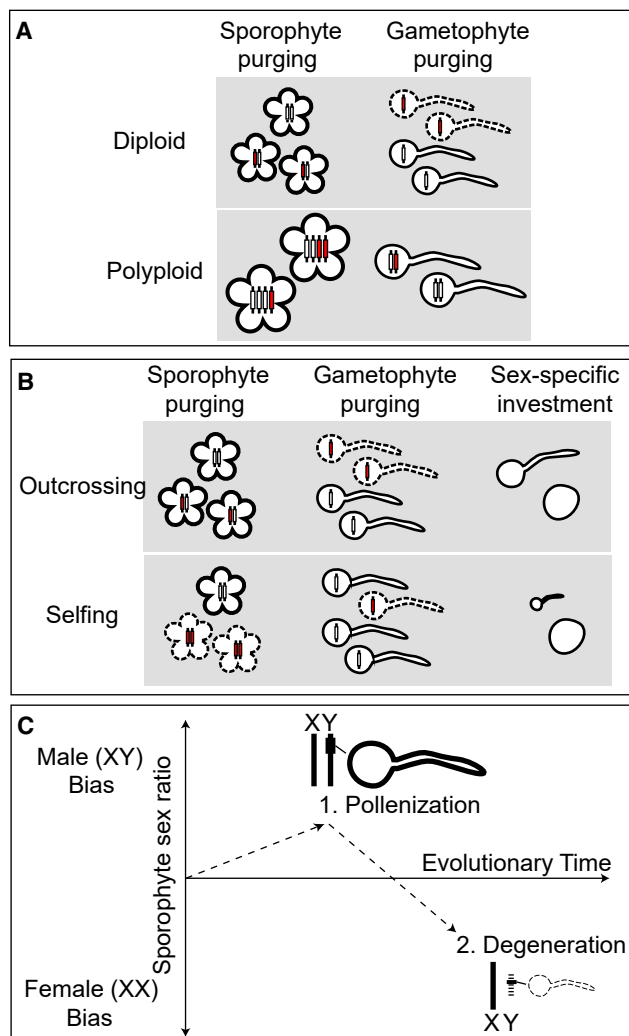 A
Sporophyte
purging
Gametophyte
purging
Diploid
Polyploid
B
Sporophyte
purging
Gametophyte
purging
Sex-specific
investment
Outcrossing
Selfing
C
Male (XY)
Bias
Sporophyte sex ratio
XY
1. Pollenization
Evolutionary Time
2. Degeneration
Female (XX)
Bias
XY